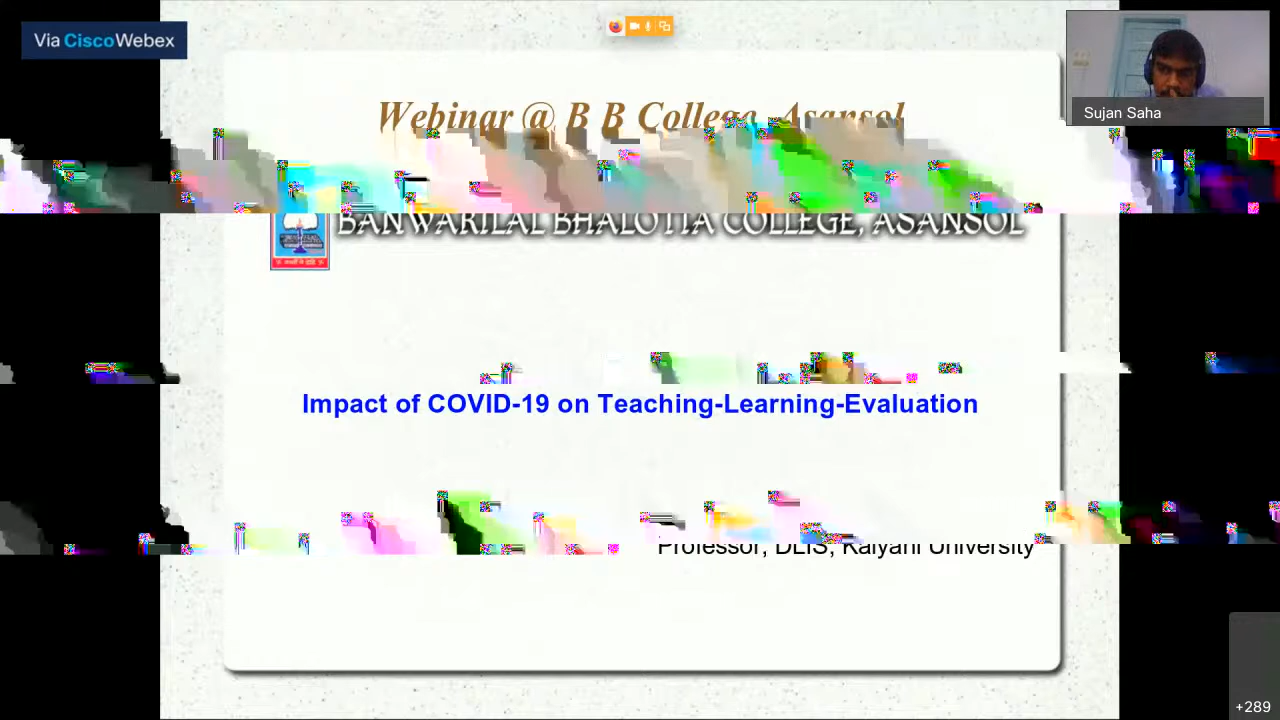 Via CiscoWebex
Webinar @ B B College, Asansol
Sujan Saha
BANWARILAL BHALOTIA COLLEGE, ASANSOL
Impact of COVID-19 on Teaching-Learning-Evaluation
Professor, DLIS, Kalyani University
+289